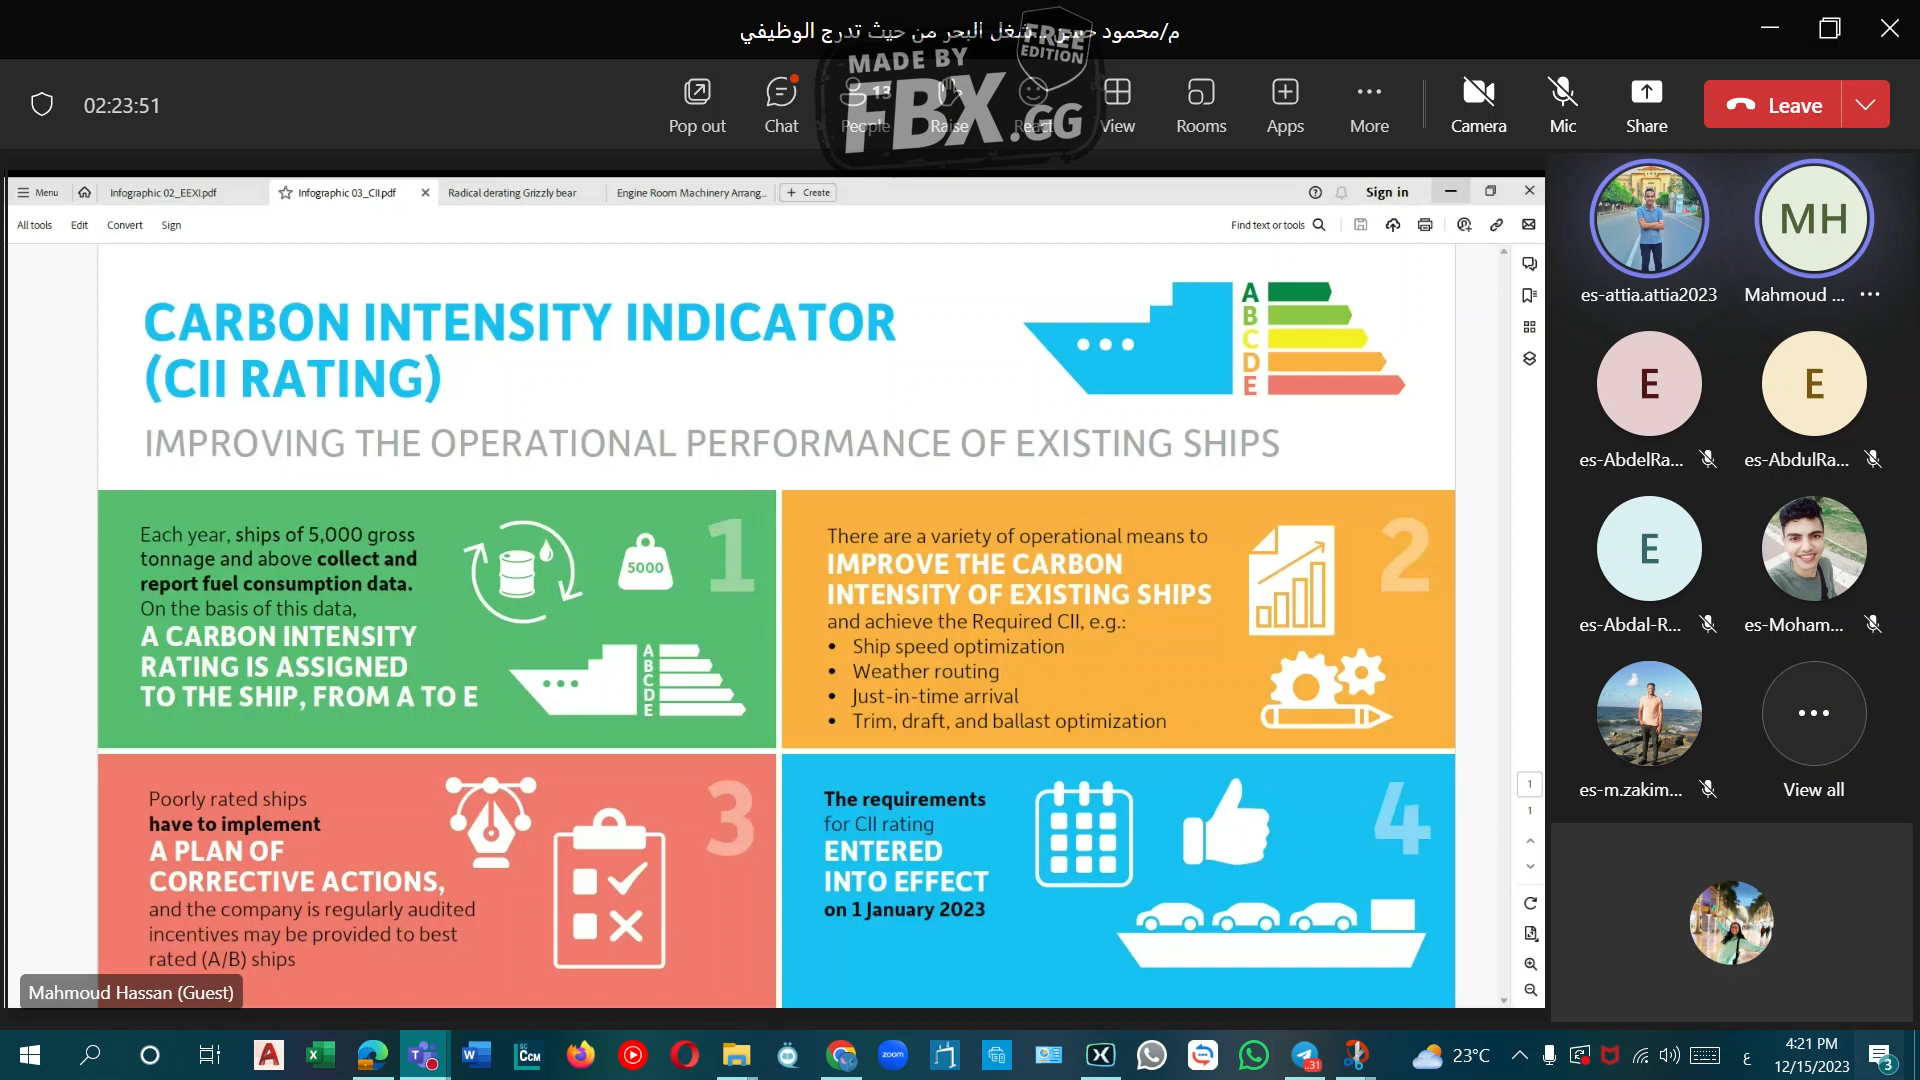 م/محمود حسن ...شغل البحر من حيث تدرج الوظيفي
MADE BY
FBX.GG
FREE
EDITION
02:23:51
Pop out
Chat
People
13
Raise
React
View
Rooms
Apps
More
Camera
Mic
Share
Leave
Menu
Infographic 02_EEXI.pdf
Infographic 03_CII.pdf
Radical derating Grizzly bear
Engine Room Machinery Arrang...
+ Create
Sign in
All tools
Edit
Convert
Sign
Find text or tools
CARBON INTENSITY INDICATOR
(CII RATING)
A
B
C
D
E
IMPROVING THE OPERATIONAL PERFORMANCE OF EXISTING SHIPS
Each year, ships of 5,000 gross
tonnage and above collect and
report fuel consumption data.
On the basis of this data,
A CARBON INTENSITY
RATING IS ASSIGNED
TO THE SHIP, FROM A TO E
5000
1
A
B
C
D
E
There are a variety of operational means to
IMPROVE THE CARBON
INTENSITY OF EXISTING SHIPS
and achieve the Required CII, e.g.:
• Ship speed optimization
• Weather routing
• Just-in-time arrival
• Trim, draft, and ballast optimization
2
Poorly rated ships
have to implement
A PLAN OF
CORRECTIVE ACTIONS,
and the company is regularly audited
incentives may be provided to best
rated (A/B) ships
3
The requirements
for CII rating
ENTERED
INTO EFFECT
on 1 January 2023
4
1
1
Mahmoud Hassan (Guest)
es-attia.attia2023
MH
Mahmoud ...
E
es-AbdelRa...
E
es-AbdulRa...
E
es-Abdal-R...
es-Moham...
es-m.zakim...
View all
23°C
ع
4:21 PM
12/15/2023
3
zoom
SC
CCM
..31